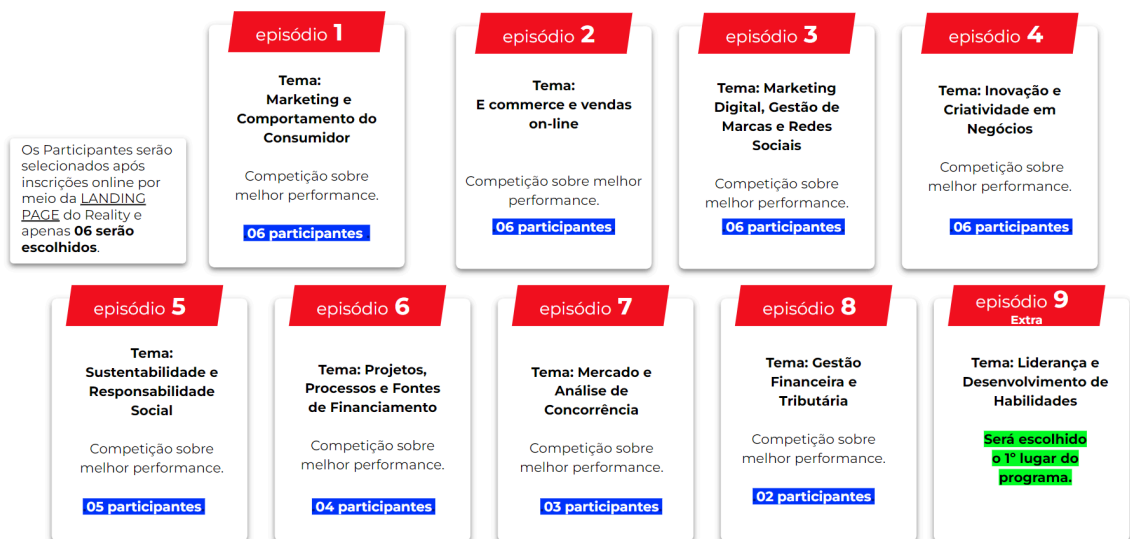 Os Participantes serão
selecionados após
inscrições online por
meio da LANDING
PAGE do Reality e
apenas 06 serão
escolhidos.
episódio 1
Tema:
Marketing e
Comportamento do
Consumidor
Competição sobre
melhor performance.
06 participantes.
episódio 2
Tema:
E commerce e vendas
on-line
Competição sobre melhor
performance.
06 participantes
episódio 3
Tema: Marketing
Digital, Gestão de
Marcas e Redes
Sociais
Competição sobre
melhor performance.
06 participantes
episódio 4
Tema: Inovação e
Criatividade em
Negócios
Competição sobre
melhor performance.
06 participantes
episódio 5
Tema:
Sustentabilidade e
Responsabilidade
Social
Competição sobre
melhor performance.
05 participantes
episódio 6
Tema: Projetos,
Processos e Fontes
de Financiamento
Competição sobre
melhor performance.
04 participantes
episódio 7
Tema: Mercado e
Análise de
Concorrência
Competição sobre
melhor performance.
03 participantes
episódio 8
Tema: Gestão
Financeira e
Tributária
Competição sobre
melhor performance.
02 participantes
episódio 9
Extra
Tema: Liderança e
Desenvolvimento de
Habilidades
Será escolhido
o 1º lugar do
programa.